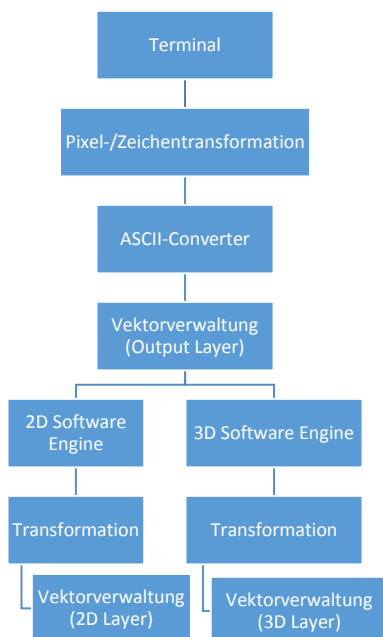 Terminal
Pixel-/Zeichentransformation
ASCII-Converter
Vektorverwaltung
(Output Layer)
2D Software
Engine
3D Software Engine
Transformation
Transformation
Vektorverwaltung
(2D Layer)
Vektorverwaltung
(3D Layer)